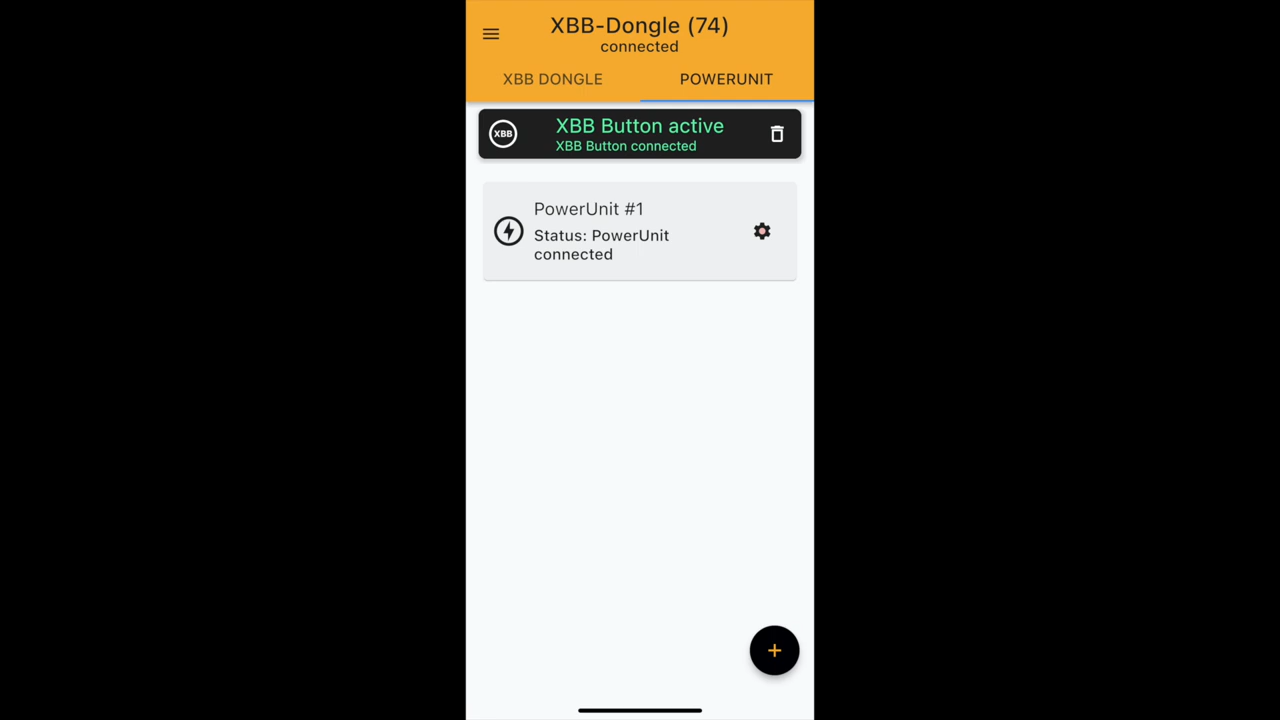 XBB-Dongle (74)
connected
XBB DONGLE
POWERUNIT
XBB
XBB Button active
XBB Button connected
PowerUnit #1
Status: PowerUnit
connected
+